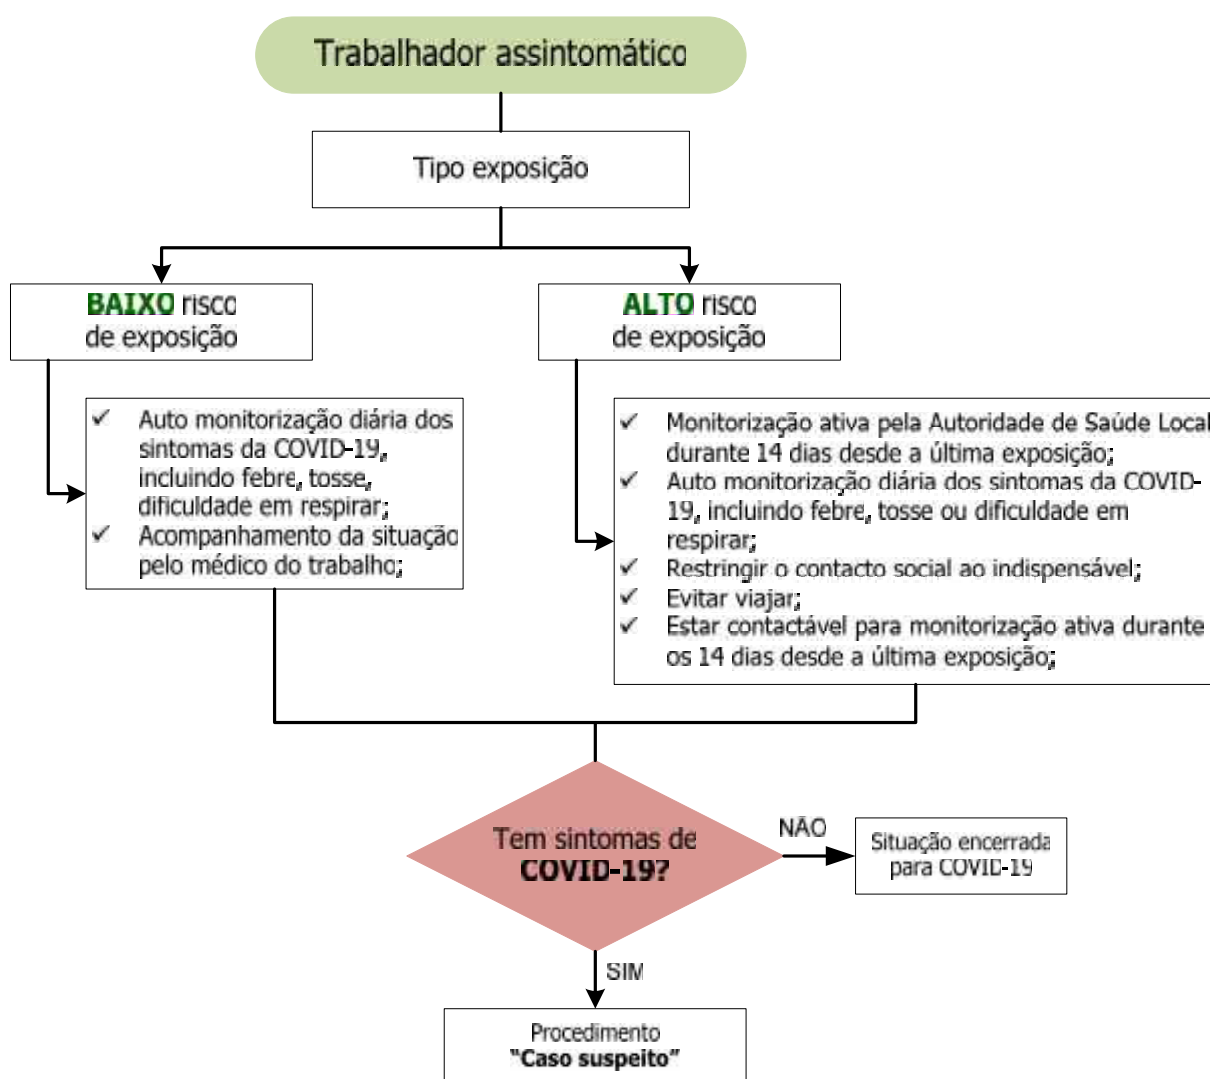 Trabalhador assintomático
Tipo exposição
BAIXO risco
de exposição
ALTO risco
de exposição
✓ Auto monitorização diária dos
sintomas da COVID-19,
incluindo febre, tosse,
dificuldade em respirar;
✓ Acompanhamento da situação
pelo médico do trabalho;
✓ Monitorização ativa pela Autoridade de Saúde Local
durante 14 dias desde a última exposição;
✓ Auto monitorização diária dos sintomas da COVID-
19, incluindo febre, tosse ou dificuldade em
respirar;
✓ Restringir o contacto social ao indispensável;
✓ Evitar viajar;
✓ Estar contactável para monitorização ativa durante
os 14 dias desde a última exposição;
Tem sintomas de
COVID-19?
NÃO
Situação encerrada
para COVID-19
SIM
Procedimento
“Caso suspeito”